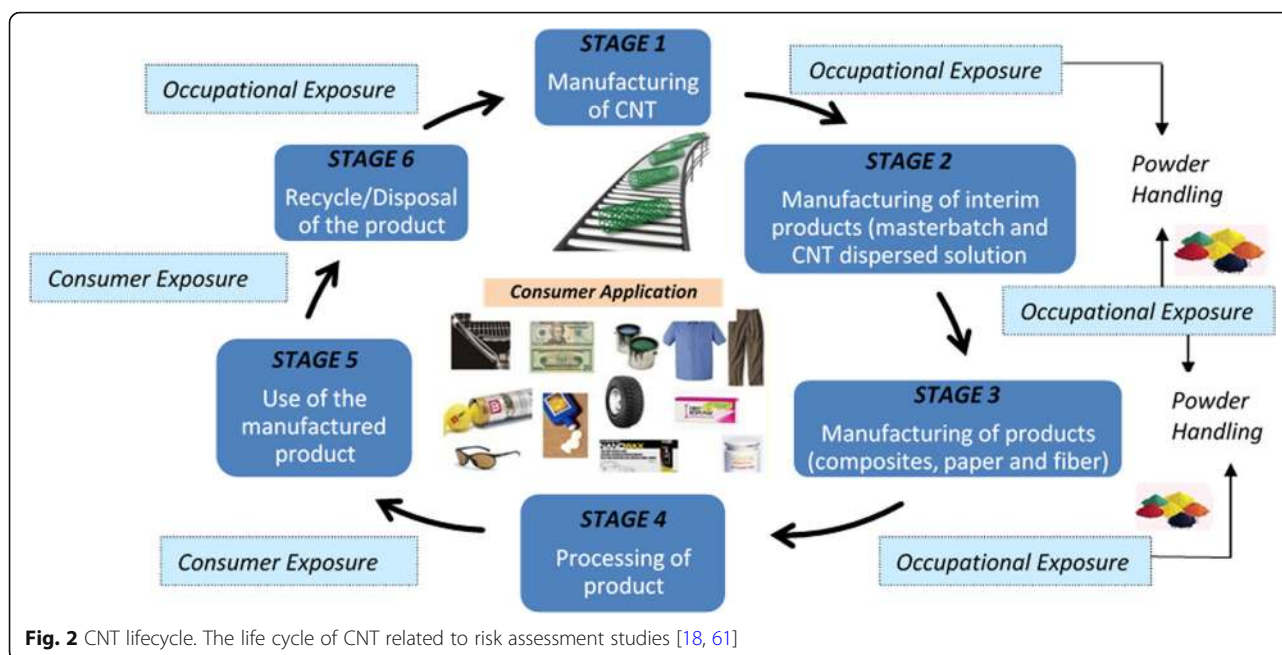 STAGE 1
Manufacturing
of CNT
Occupational Exposure
Occupational Exposure
STAGE 6
Recycle/Disposal
of the product
STAGE 2
Manufacturing of interim
products (masterbatch and
CNT dispersed solution
Powder
Handling
Consumer Exposure
Consumer Application
Occupational Exposure
STAGE 5
Use of the
manufactured
product
STAGE 3
Manufacturing of products
(composites, paper and fiber)
Powder
Handling
STAGE 4
Processing of
product
Consumer Exposure
Occupational Exposure
Fig. 2 CNT lifecycle. The life cycle of CNT related to risk assessment studies [18, 61]